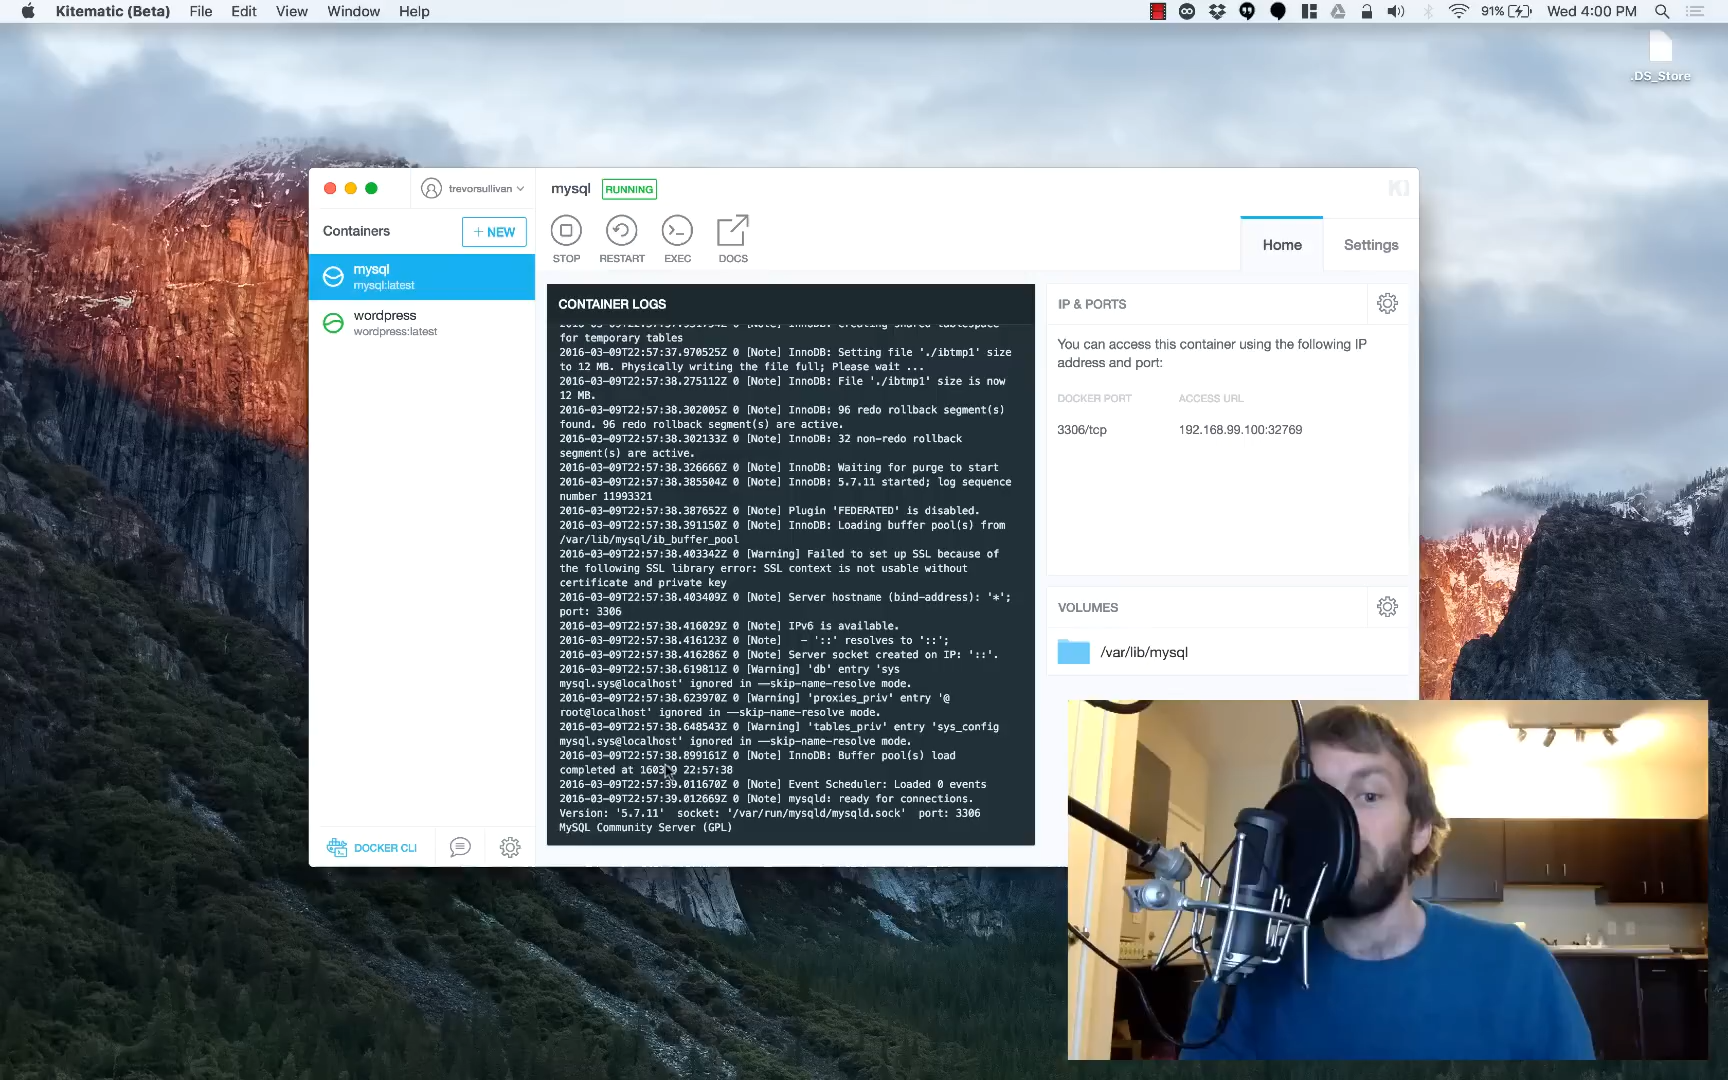 Kitematic (Beta) File Edit View Window Help
91% Wed 4:00 PM
.DS_Store
trevorsullivan
mysql RUNNING
Containers
+ NEW
STOP RESTART EXEC DOCS
Home Settings
mysql
mysql:latest
wordpress
wordpress:latest
CONTAINER LOGS
for temporary tables
2016-03-09T22:57:37.970525Z 0 [Note] InnoDB: Setting file './ibtmp1' size
to 12 MB. Physically writing the file full; Please wait ...
2016-03-09T22:57:38.275112Z 0 [Note] InnoDB: File './ibtmp1' size is now
12 MB.
2016-03-09T22:57:38.302005Z 0 [Note] InnoDB: 96 redo rollback segment(s)
found. 96 redo rollback segment(s) are active.
2016-03-09T22:57:38.302133Z 0 [Note] InnoDB: 32 non-redo rollback
segment(s) are active.
2016-03-09T22:57:38.326666Z 0 [Note] InnoDB: Waiting for purge to start
2016-03-09T22:57:38.385504Z 0 [Note] InnoDB: 5.7.11 started; log sequence
number 11993321
2016-03-09T22:57:38.387652Z 0 [Note] Plugin 'FEDERATED' is disabled.
2016-03-09T22:57:38.391150Z 0 [Note] InnoDB: Loading buffer pool(s) from
/var/lib/mysql/ib_buffer_pool
2016-03-09T22:57:38.403342Z 0 [Warning] Failed to set up SSL because of
the following SSL library error: SSL context is not usable without
certificate and private key
2016-03-09T22:57:38.403409Z 0 [Note] Server hostname (bind-address): '*';
port: 3306
2016-03-09T22:57:38.416029Z 0 [Note] IPv6 is available.
2016-03-09T22:57:38.416123Z 0 [Note] - '::' resolves to '::';
2016-03-09T22:57:38.416286Z 0 [Note] Server socket created on IP: '::'.
2016-03-09T22:57:38.619811Z 0 [Warning] 'db' entry 'sys
mysql.sys@localhost' ignored in --skip-name-resolve mode.
2016-03-09T22:57:38.623970Z 0 [Warning] 'proxies_priv' entry '@
root@localhost' ignored in --skip-name-resolve mode.
2016-03-09T22:57:38.648543Z 0 [Warning] 'tables_priv' entry 'sys_config
mysql.sys@localhost' ignored in --skip-name-resolve mode.
2016-03-09T22:57:38.899161Z 0 [Note] InnoDB: Buffer pool(s) load
completed at 22:57:38
2016-03-09T22:57:39.011670Z 0 [Note] Event Scheduler: Loaded 0 events
2016-03-09T22:57:39.012669Z 0 [Note] mysqld: ready for connections.
Version: '5.7.11' socket: '/var/run/mysqld/mysqld.sock' port: 3306
MySQL Community Server (GPL)
IP & PORTS
You can access this container using the following IP
address and port:
DOCKER PORT ACCESS URL
3306/tcp 192.168.99.100:32769
VOLUMES
/var/lib/mysql
DOCKER CLI